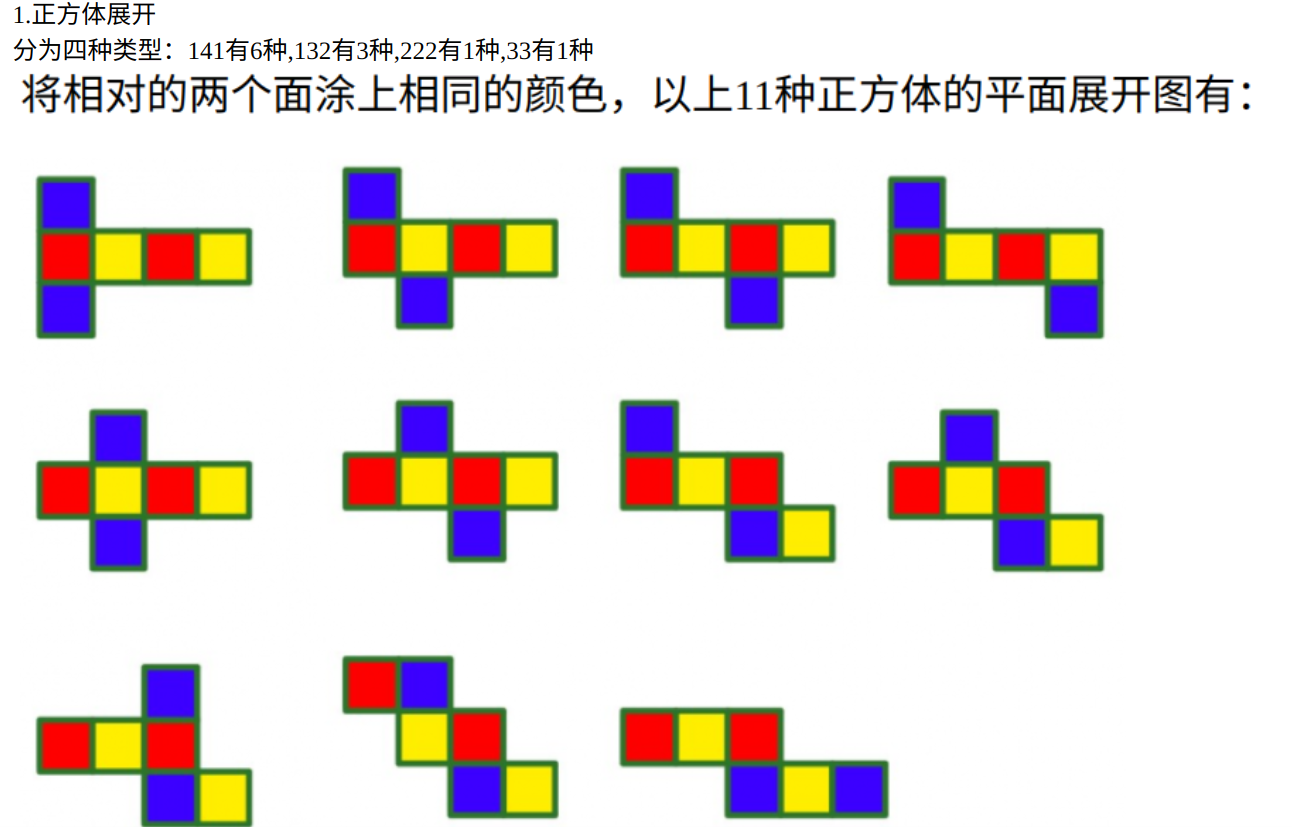 1.正方体展开
分为四种类型：141有6种,132有3种,222有1种,33有1种
将相对的两个面涂上相同的颜色，以上11种正方体的平面展开图有：